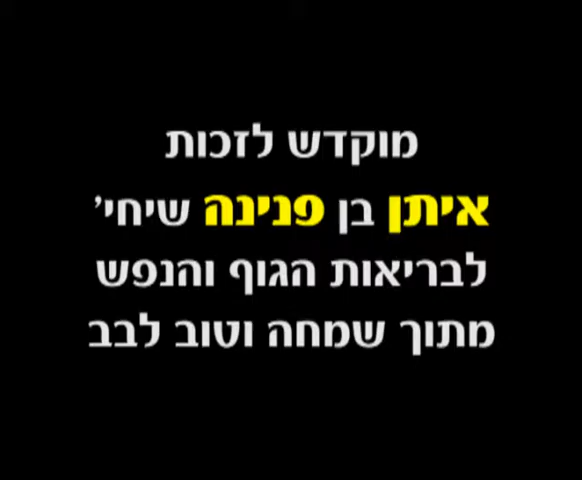 מוקדש לזכות
איתן בן פנינה שיחי'
לבריאות הגוף והנפש
מתוך שמחה וטוב לבב